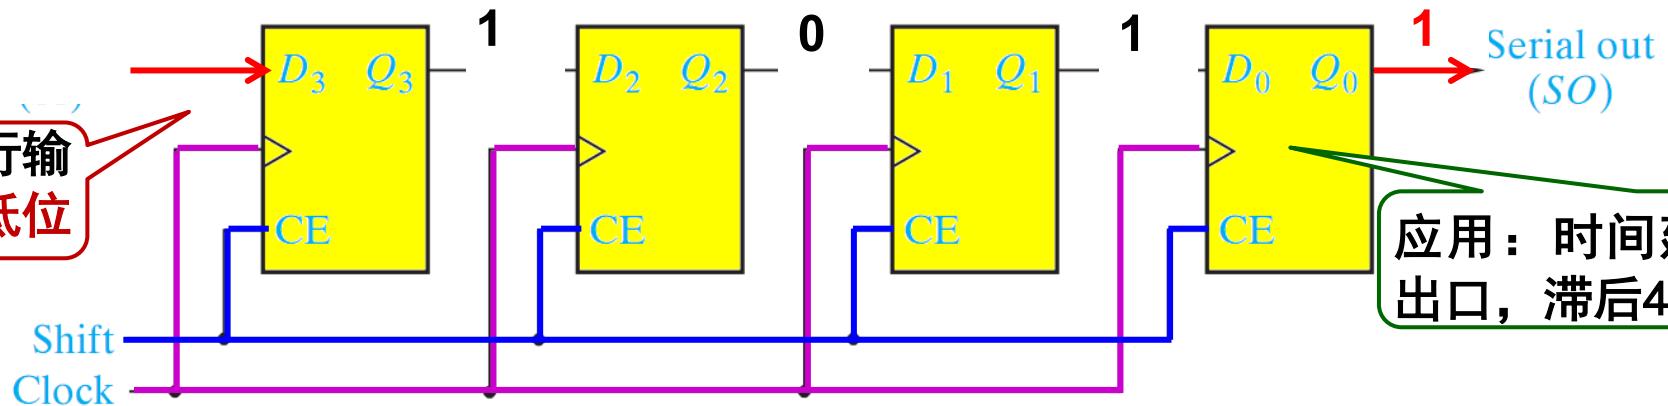 1 0 1 1
D3 Q3 D2 Q2 D1 Q1 D0 Q0
Serial out
(SO)
行输
低位
CE CE CE CE
应用：时间
出口，滞后4
Shift
Clock